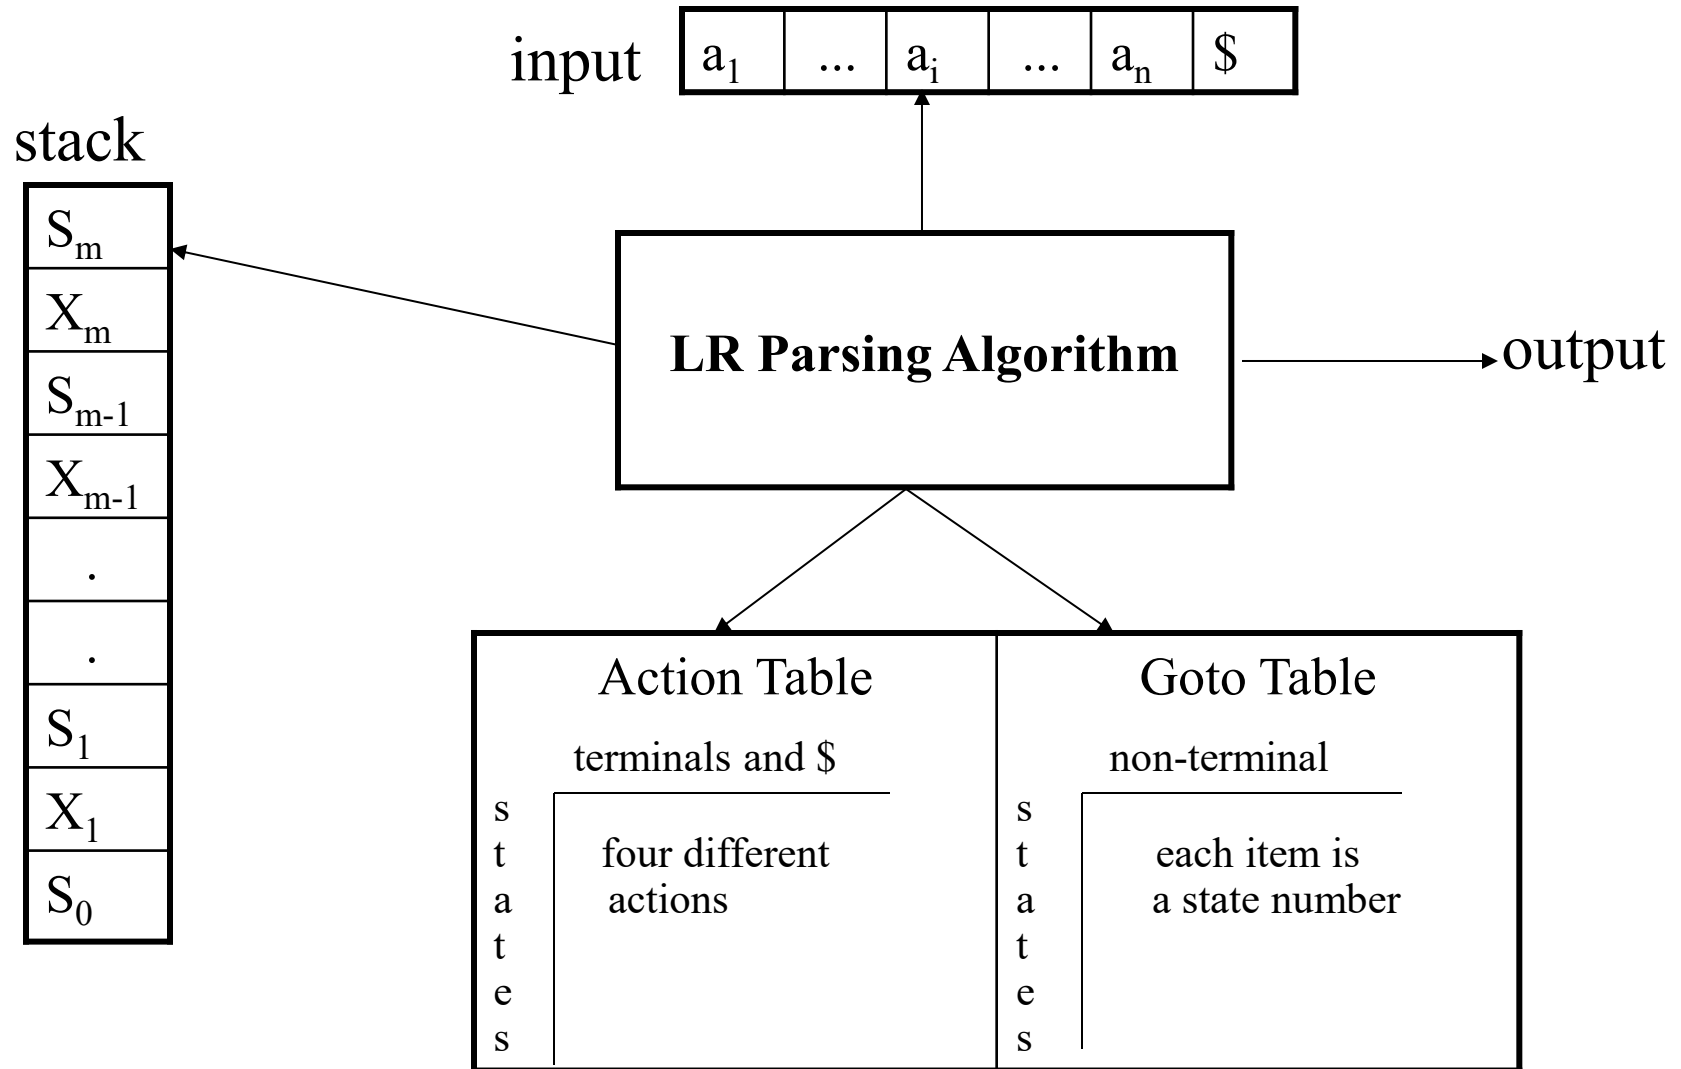 input
a1 ... ai ... an $
stack
Sm
Xm
Sm-1
Xm-1
.
.
S1
X1
S0
LR Parsing Algorithm
output
Action Table
terminals and $
states
four different
actions
Goto Table
non-terminal
states
each item is
a state number